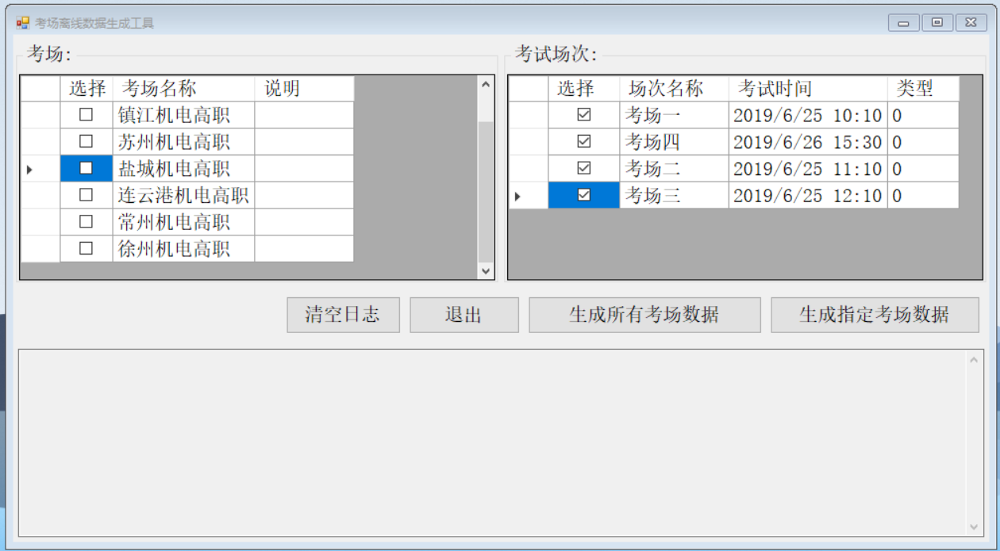 考场离线数据生成工具
考场:
选择 考场名称 说明
镇江机电高职
苏州机电高职
盐城机电高职
连云港机电高职
常州机电高职
徐州机电高职
考试场次:
选择 场次名称 考试时间 类型
考场一 2019/6/25 10:10 0
考场四 2019/6/26 15:30 0
考场二 2019/6/25 11:10 0
考场三 2019/6/25 12:10 0
清空日志 退出 生成所有考场数据 生成指定考场数据